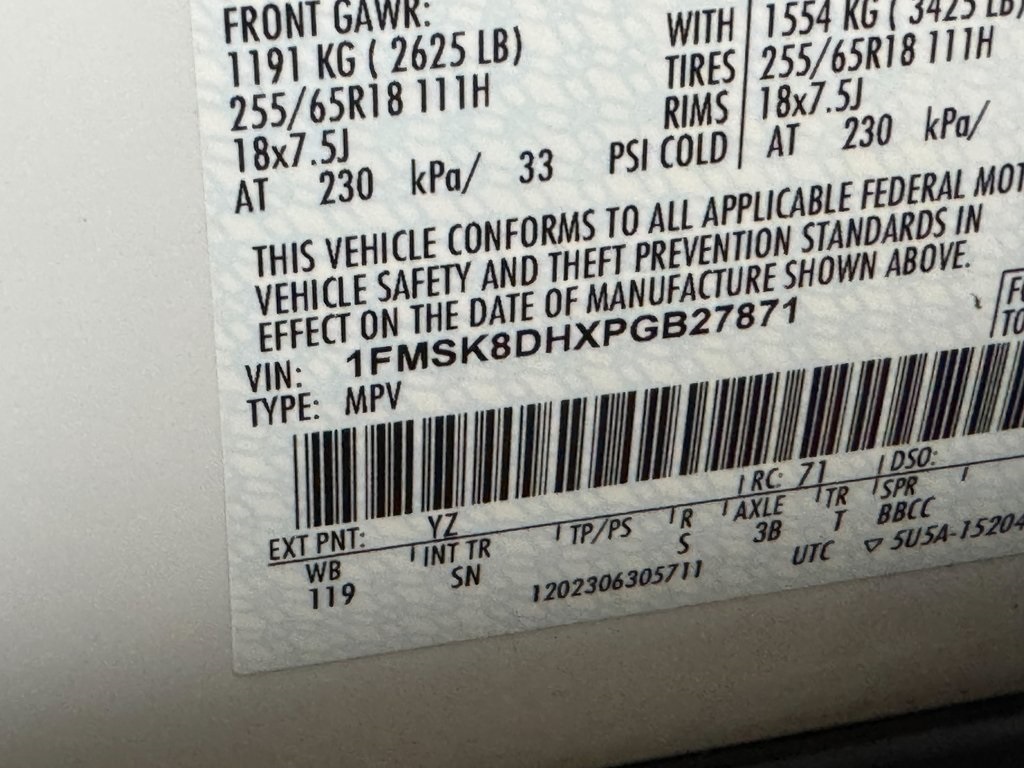 FRONT GAWR:
1191 KG ( 2625 LB)
255/65R18 111H
18x7.5J
AT 230 kPa/ 33 PSI COLD
WITH
TIRES
RIMS
1554 KG ( 3425 LB)
255/65R18 111H
18x7.5J
AT 230 kPa/
THIS VEHICLE CONFORMS TO ALL APPLICABLE FEDERAL MOT
VEHICLE SAFETY AND THEFT PREVENTION STANDARDS IN
EFFECT ON THE DATE OF MANUFACTURE SHOWN ABOVE.
VIN: 1FMSK8DHXPGB27871
TYPE: MPV
EXT PNT: YZ RC: 71 DSO:
WB INT TR TP/PS R AXLE TR SPR
119 SN S 3B T BBCC
1202306305711 UTC ▽ 5U5A-15204